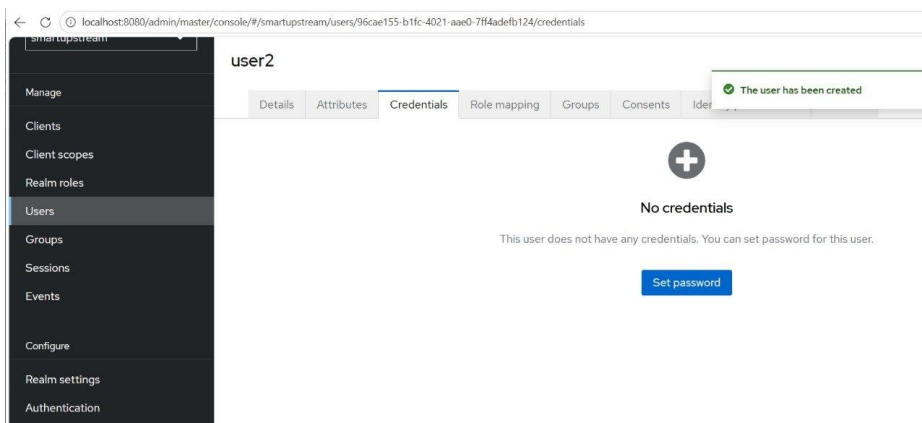 localhost:8080/admin/master/console/#/smartupstream/users/96cae155-b1fc-4021-aae0-7ff4adefb124/credentials
smartupstream
user2
The user has been created
Manage
Details Attributes Credentials Role mapping Groups Consents
Clients
Client scopes
Realm roles
Users
No credentials
Groups
This user does not have any credentials. You can set password for this user.
Sessions
Set password
Events
Configure
Realm settings
Authentication